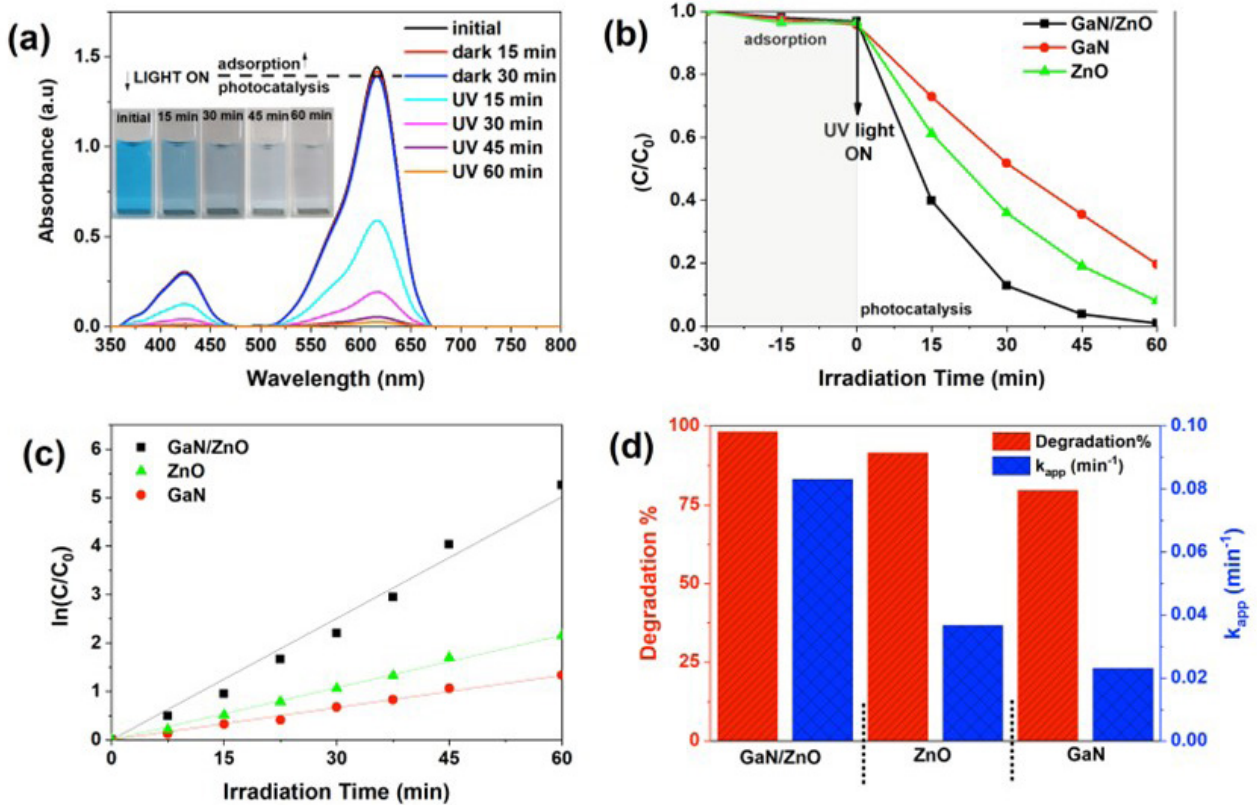 (a)
initial
dark 15 min
dark 30 min
UV 15 min
UV 30 min
UV 45 min
UV 60 min
↓ LIGHT ON
adsorption↑
photocatalysis
initial 15 min 30 min 45 min 60 min
1.5
1.0
0.5
0.0
Absorbance (a.u)
350 400 450 500 550 600 650 700 750 800
Wavelength (nm)
(b)
GaN/ZnO
GaN
ZnO
adsorption
UV light
ON
photocatalysis
1.0
0.8
0.6
0.4
0.2
0.0
(C/C₀)
-30 -15 0 15 30 45 60
Irradiation Time (min)
(c)
GaN/ZnO
ZnO
GaN
6
5
4
3
2
1
0
ln(C/C₀)
0 15 30 45 60
Irradiation Time (min)
(d)
Degradation%
kapp (min⁻¹)
100
75
50
25
0
Degradation %
0.10
0.08
0.06
0.04
0.02
0.00
kapp (min⁻¹)
GaN/ZnO ZnO GaN